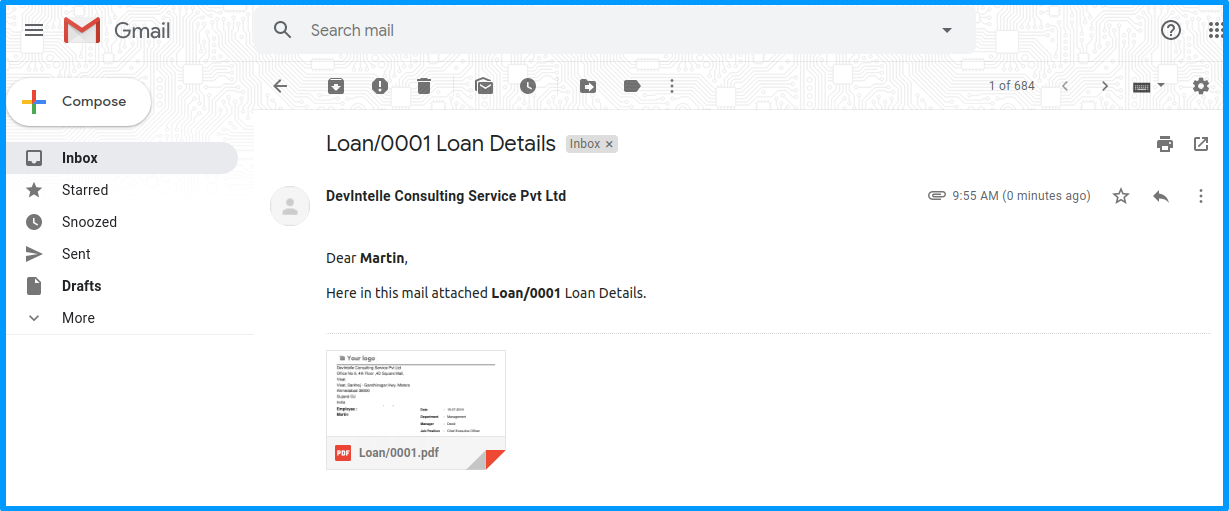 Gmail
Search mail
Compose
1 of 684
Inbox
Starred
Snoozed
Sent
Drafts
More
Loan/0001 Loan Details Inbox ×
DevIntelle Consulting Service Pvt Ltd 9:55 AM (0 minutes ago)
Dear Martin,
Here in this mail attached Loan/0001 Loan Details.
Your logo
DevIntelle Consulting Service Pvt Ltd
India
Employee :
Martin
Date
Department : Management
Manager : David
Job Position : Chief Executive Officer
PDF Loan/0001.pdf